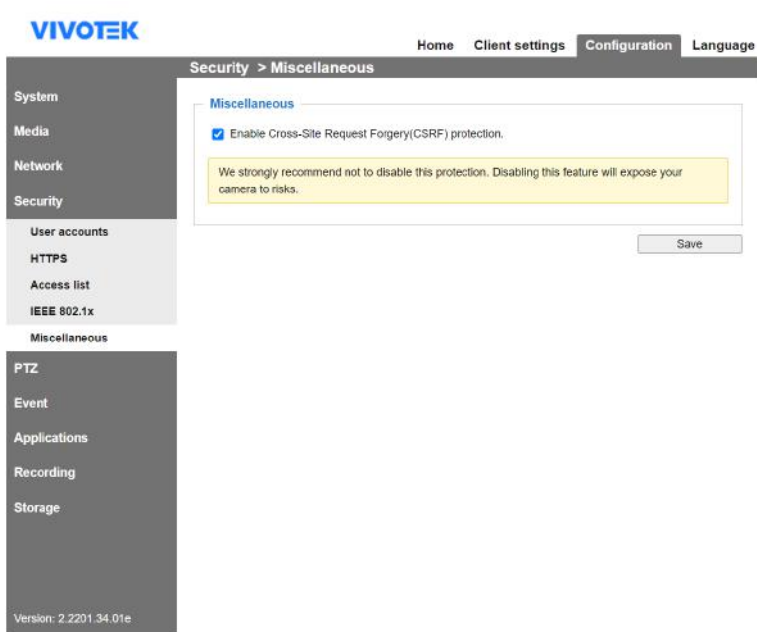 VIVOTEK
Home Client settings Configuration Language
Security > Miscellaneous
System
Media
Network
Security
User accounts
HTTPS
Access list
IEEE 802.1x
Miscellaneous
PTZ
Event
Applications
Recording
Storage
Version: 2.2201.34.01e
Miscellaneous
Enable Cross-Site Request Forgery(CSRF) protection.
We strongly recommend not to disable this protection. Disabling this feature will expose your
camera to risks.
Save